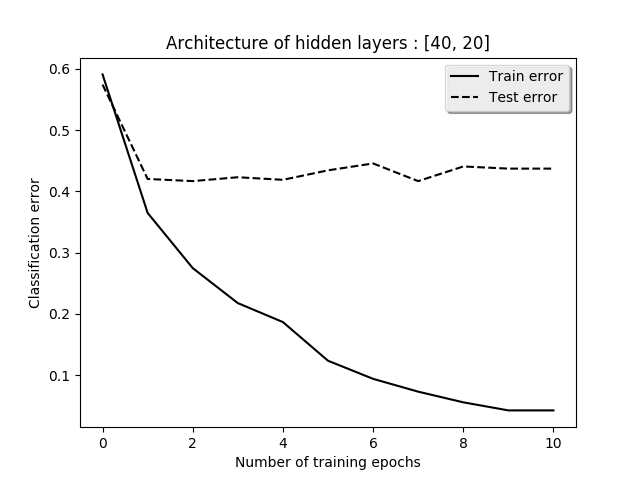 Architecture of hidden layers : [40, 20]
Train error
Test error
0.6
0.5
0.4
0.3
0.2
0.1
Classification error
0 2 4 6 8 10
Number of training epochs